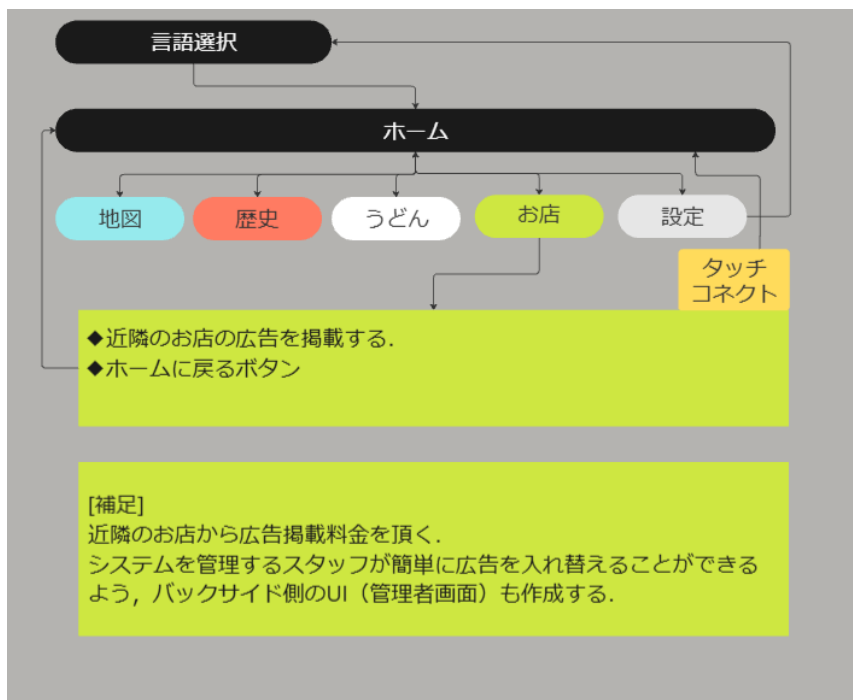 言語選択
ホーム
地図
歴史
うどん
お店
設定
タッチ
コネクト
◆近隣のお店の広告を掲載する.
◆ホームに戻るボタン
[補足]
近隣のお店から広告掲載料金を頂く.
システムを管理するスタッフが簡単に広告を入れ替えることができる
よう，バックサイド側のUI（管理者画面）も作成する.